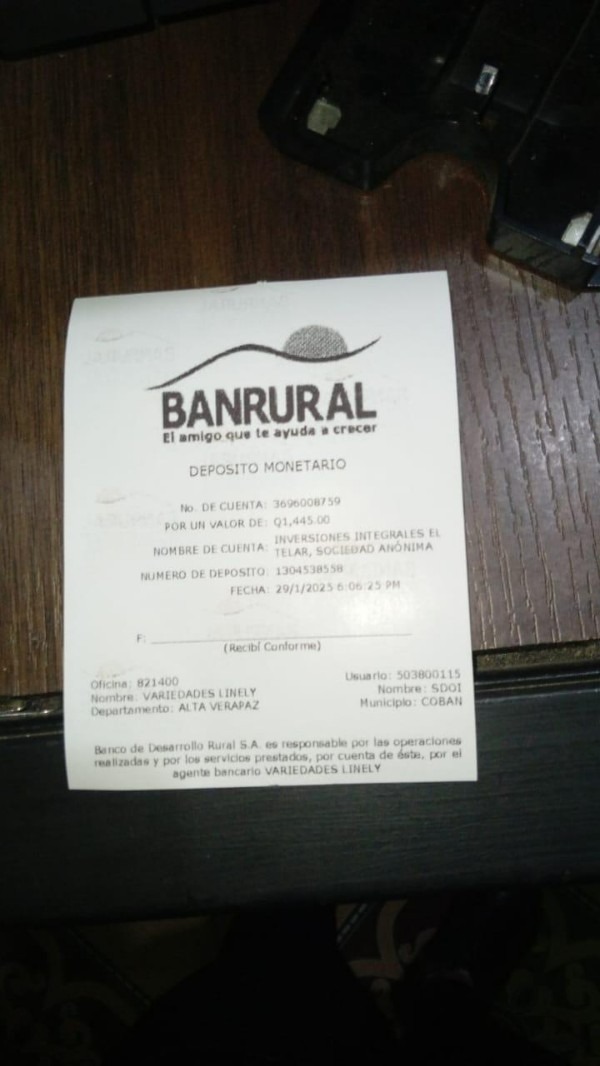 BANRURAL
El amigo que te ayuda a crecer
DEPOSITO MONETARIO
No. DE CUENTA: 3696008759
POR UN VALOR DE: Q1,445.00
NOMBRE DE CUENTA: INVERSIONES INTEGRALES EL
TELAR, SOCIEDAD ANÓNIMA
NUMERO DE DEPOSITO: 1304538558
FECHA: 29/1/2025 6:06:25 PM
F:
(Recibí Conforme)
Oficina: 821400 Usuario: 503800115
Nombre: VARIEDADES LINELY Nombre: SDOI
Departamento: ALTA VERAPAZ Municipio: COBAN
Banco de Desarrollo Rural S.A. es responsable por las operaciones
realizadas y por los servicios prestados, por cuenta de éste, por el
agente bancario VARIEDADES LINELY